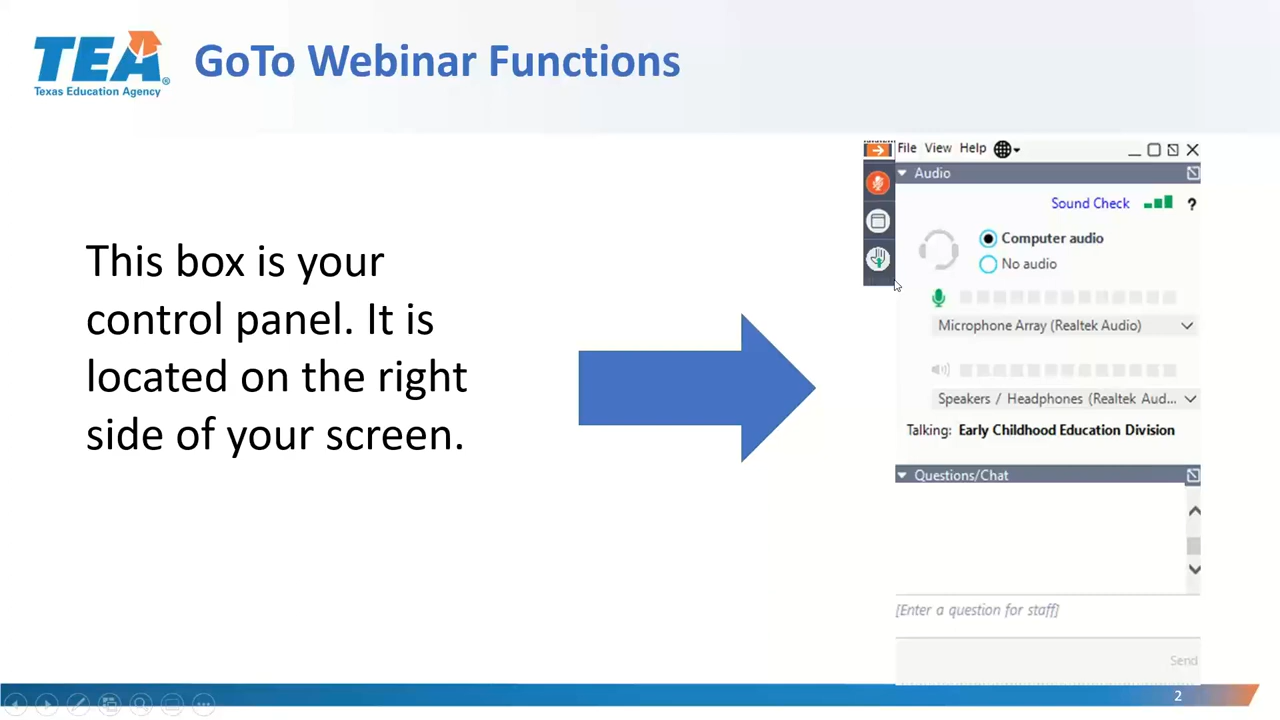 TEA
Texas Education Agency
GoTo Webinar Functions
This box is your
control panel. It is
located on the right
side of your screen.
File View Help
Audio
Sound Check ?
Computer audio
No audio
Microphone Array (Realtek Audio)
Speakers / Headphones (Realtek Aud...
Talking: Early Childhood Education Division
Questions/Chat
[Enter a question for staff]
Send
2